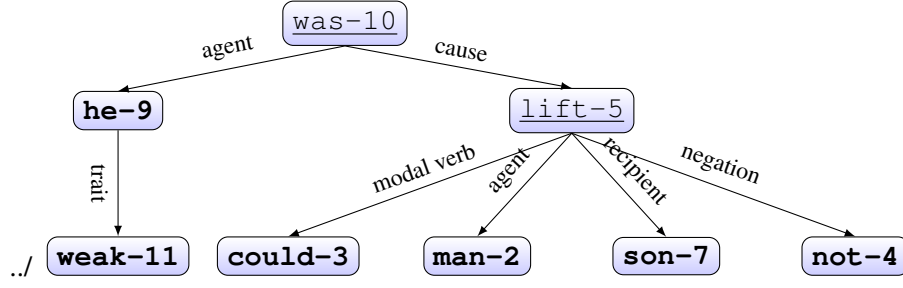 was-10
agent
cause
he-9
lift-5
trait
modal verb
agent
recipient
negation
../
weak-11
could-3
man-2
son-7
not-4